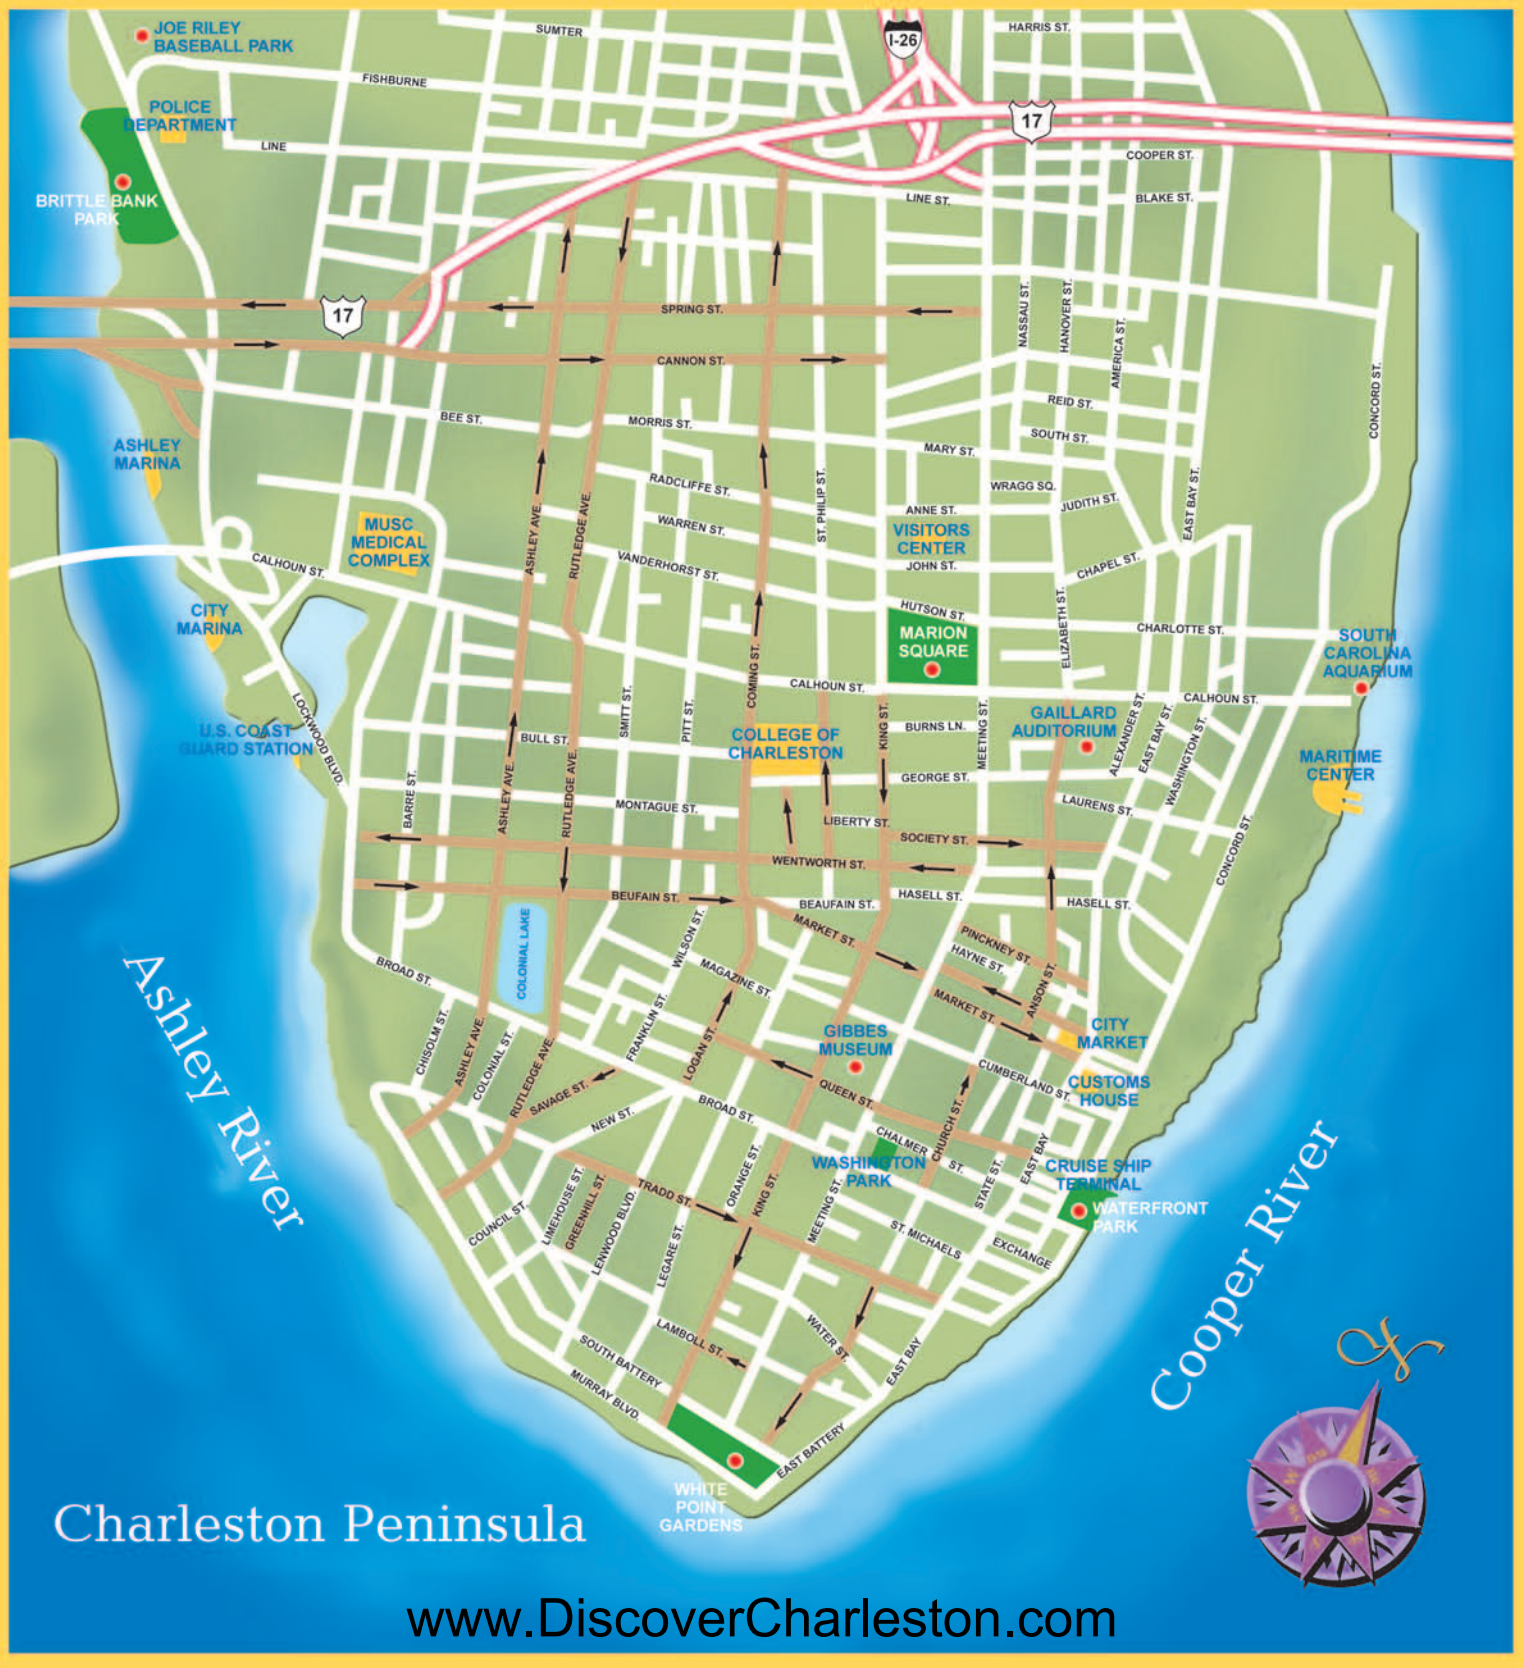 JOE RILEY
BASEBALL PARK
SUMTER
I-26
HARRIS ST.
FISHBURNE
POLICE
DEPARTMENT
17
LINE
COOPER ST.
BRITTLE BANK
PARK
LINE ST.
BLAKE ST.
17
SPRING ST.
NASSAU ST.
HANOVER ST.
AMERICA ST.
CANNON ST.
CONCORD ST.
BEE ST.
MORRIS ST.
REID ST.
SOUTH ST.
MARY ST.
ASHLEY
MARINA
RADCLIFFE ST.
WRAGG SQ.
JUDITH ST.
EAST BAY ST.
ST. PHILIP ST.
ANNE ST.
WARREN ST.
VISITORS
CENTER
MUSC
MEDICAL
COMPLEX
ASHLEY AVE.
RUTLEDGE AVE.
CALHOUN ST.
VANDERHORST ST.
JOHN ST.
CHAPEL ST.
CITY
MARINA
HUTSON ST.
MARION
SQUARE
ELIZABETH ST.
CHARLOTTE ST.
SOUTH
CAROLINA
AQUARIUM
COMING ST.
CALHOUN ST.
CALHOUN ST.
LOCKWOOD BLVD.
SMITT ST.
PITT ST.
KING ST.
MEETING ST.
BURNS LN.
GAILLARD
AUDITORIUM
ALEXANDER ST.
EAST BAY ST.
WASHINGTON ST.
U.S. COAST
GUARD STATION
BULL ST.
COLLEGE OF
CHARLESTON
MARITIME
CENTER
BARRE ST.
ASHLEY AVE.
RUTLEDGE AVE.
GEORGE ST.
MONTAGUE ST.
LAURENS ST.
LIBERTY ST.
SOCIETY ST.
CONCORD ST.
WENTWORTH ST.
BEUFAIN ST.
BEAUFAIN ST.
HASELL ST.
HASELL ST.
COLONIAL LAKE
WILSON ST.
MARKET ST.
PINCKNEY ST.
HAYNE ST.
BROAD ST.
MAGAZINE ST.
ANSON ST.
MARKET ST.
Ashley River
CHISOLM ST.
ASHLEY AVE.
COLONIAL ST.
RUTLEDGE AVE.
FRANKLIN ST.
LOGAN ST.
GIBBES
MUSEUM
CITY
MARKET
CUMBERLAND ST.
CUSTOMS
HOUSE
SAVAGE ST.
QUEEN ST.
NEW ST.
BROAD ST.
CHURCH ST.
CHALMER ST.
WASHINGTON
PARK
EAST BAY
STATE ST.
CRUISE SHIP
TERMINAL
WATERFRONT
PARK
COUNCIL ST.
LIMEHOUSE ST.
GREENHILL ST.
LENWOOD BLVD.
TRADD ST.
LEGARE ST.
ORANGE ST.
KING ST.
MEETING ST.
ST. MICHAELS
EXCHANGE
Cooper River
LAMBOLL ST.
WATER ST.
EAST BAY
SOUTH BATTERY
MURRAY BLVD.
EAST BATTERY
WHITE
POINT
GARDENS
Charleston Peninsula
www.DiscoverCharleston.com